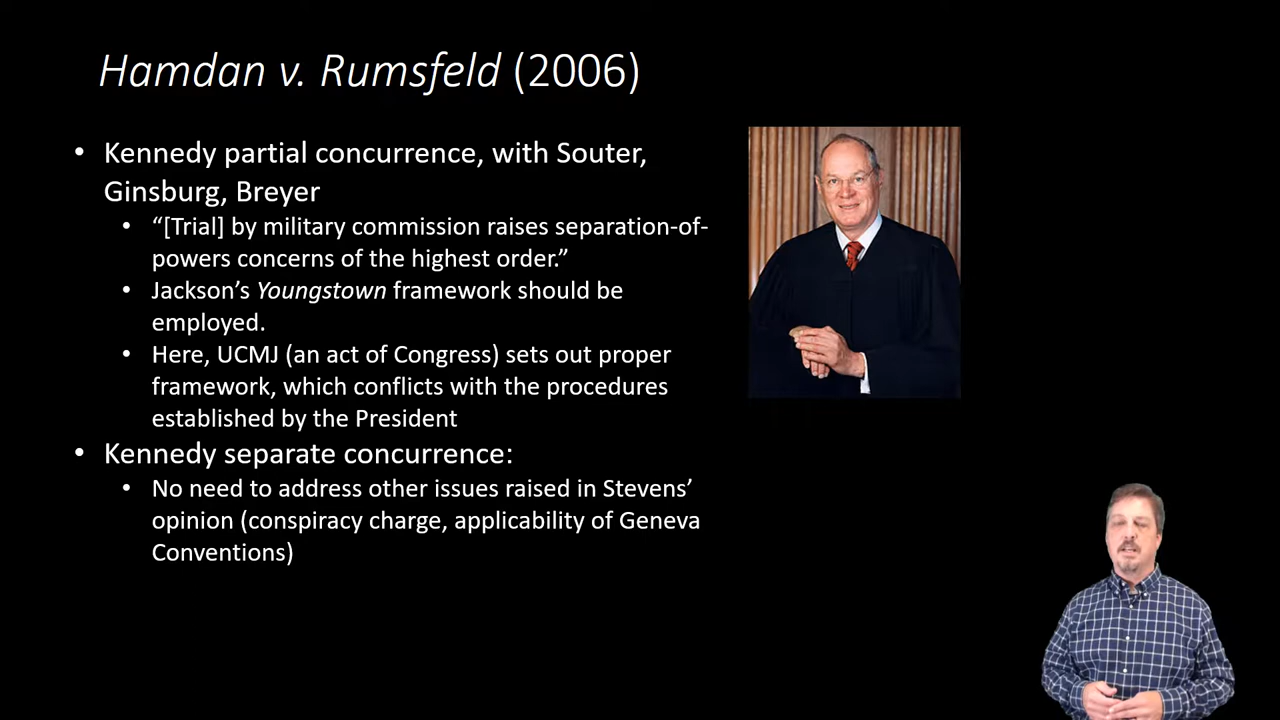 Hamdan v. Rumsfeld (2006)
• Kennedy partial concurrence, with Souter,
Ginsburg, Breyer
• “[Trial] by military commission raises separation-of-
powers concerns of the highest order.”
• Jackson’s Youngstown framework should be
employed.
• Here, UCMJ (an act of Congress) sets out proper
framework, which conflicts with the procedures
established by the President
• Kennedy separate concurrence:
• No need to address other issues raised in Stevens’
opinion (conspiracy charge, applicability of Geneva
Conventions)